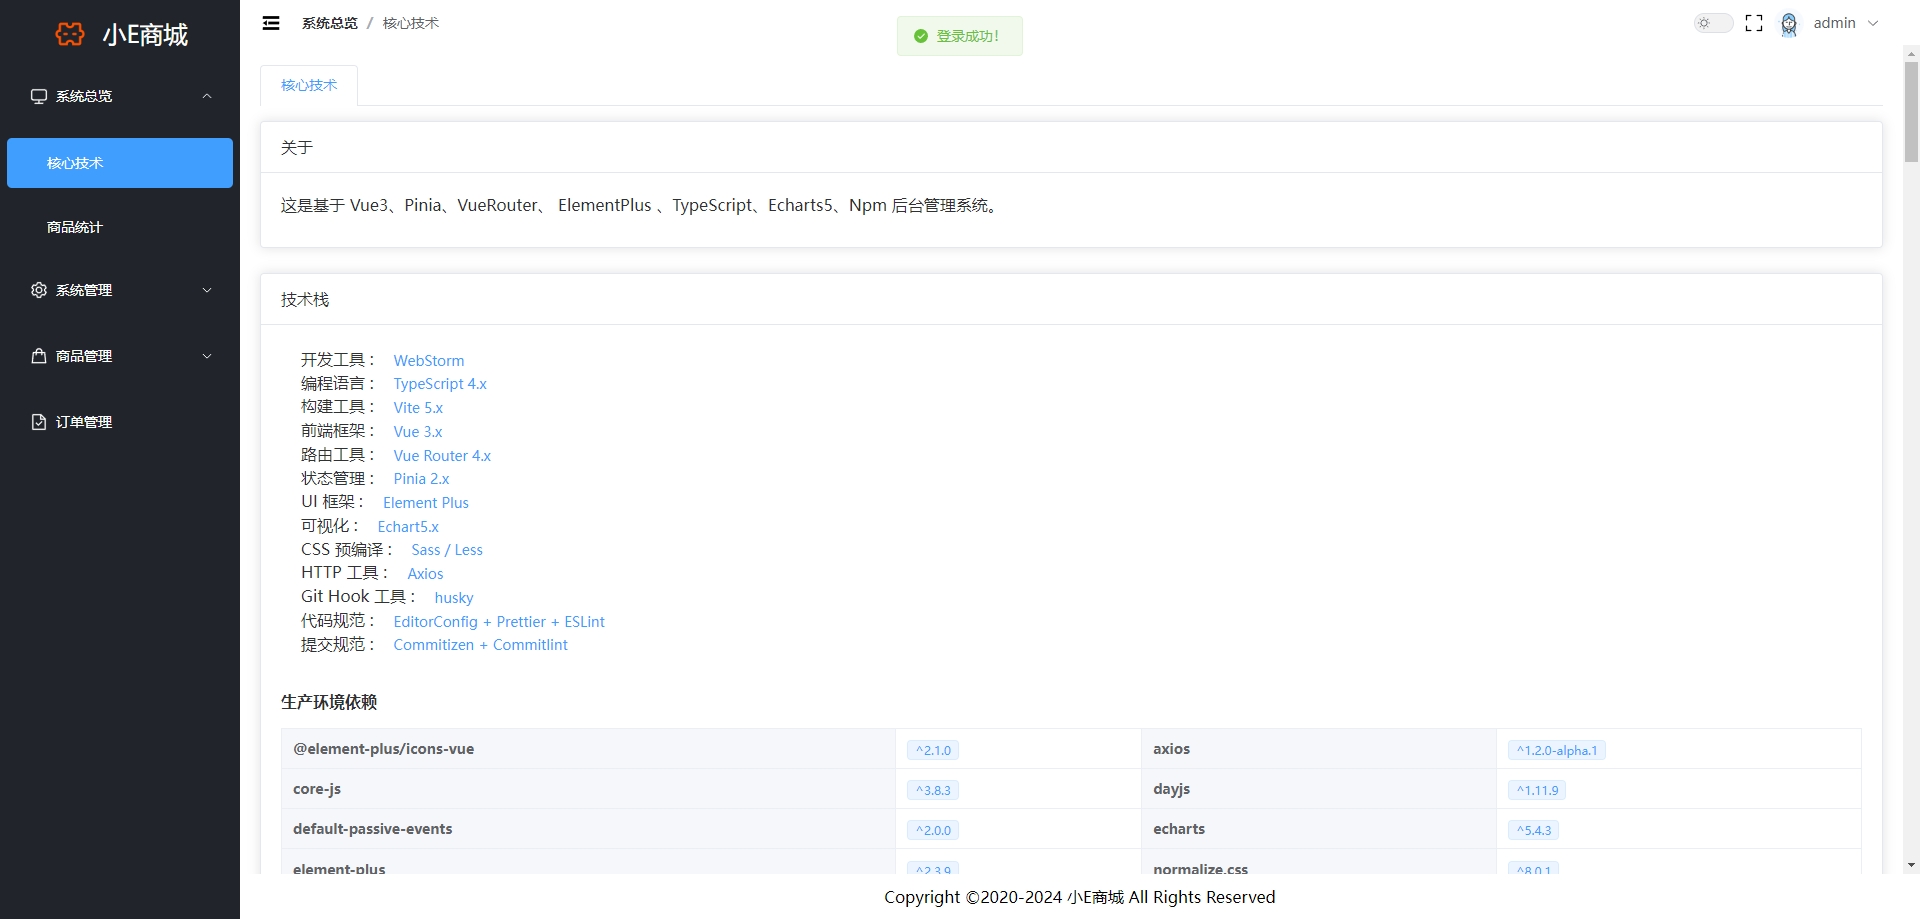 小E商城
系统总览
核心技术
商品统计
系统管理
商品管理
订单管理
系统总览 / 核心技术
登录成功！
admin
核心技术
关于
这是基于 Vue3、Pinia、VueRouter、 ElementPlus 、TypeScript、Echarts5、Npm 后台管理系统。
技术栈
开发工具： WebStorm
编程语言： TypeScript 4.x
构建工具： Vite 5.x
前端框架： Vue 3.x
路由工具： Vue Router 4.x
状态管理： Pinia 2.x
UI 框架： Element Plus
可视化： Echart5.x
CSS 预编译： Sass / Less
HTTP 工具： Axios
Git Hook 工具： husky
代码规范： EditorConfig + Prettier + ESLint
提交规范： Commitizen + Commitlint
生产环境依赖
@element-plus/icons-vue ^2.1.0 axios ^1.2.0-alpha.1
core-js ^3.8.3 dayjs ^1.11.9
default-passive-events ^2.0.0 echarts ^5.4.3
element-plus ^2.3.9 normalize.css ^8.0.1
Copyright ©2020-2024 小E商城 All Rights Reserved